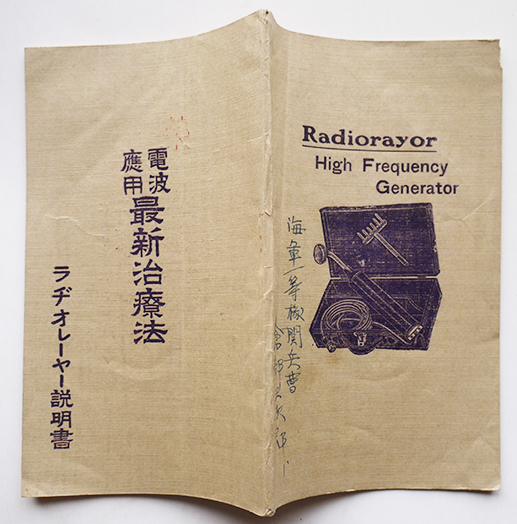 電波
應用
最新治療法
ラヂオレーヤー説明書
Radiorayor
High Frequency
Generator
海軍一等機関兵曹